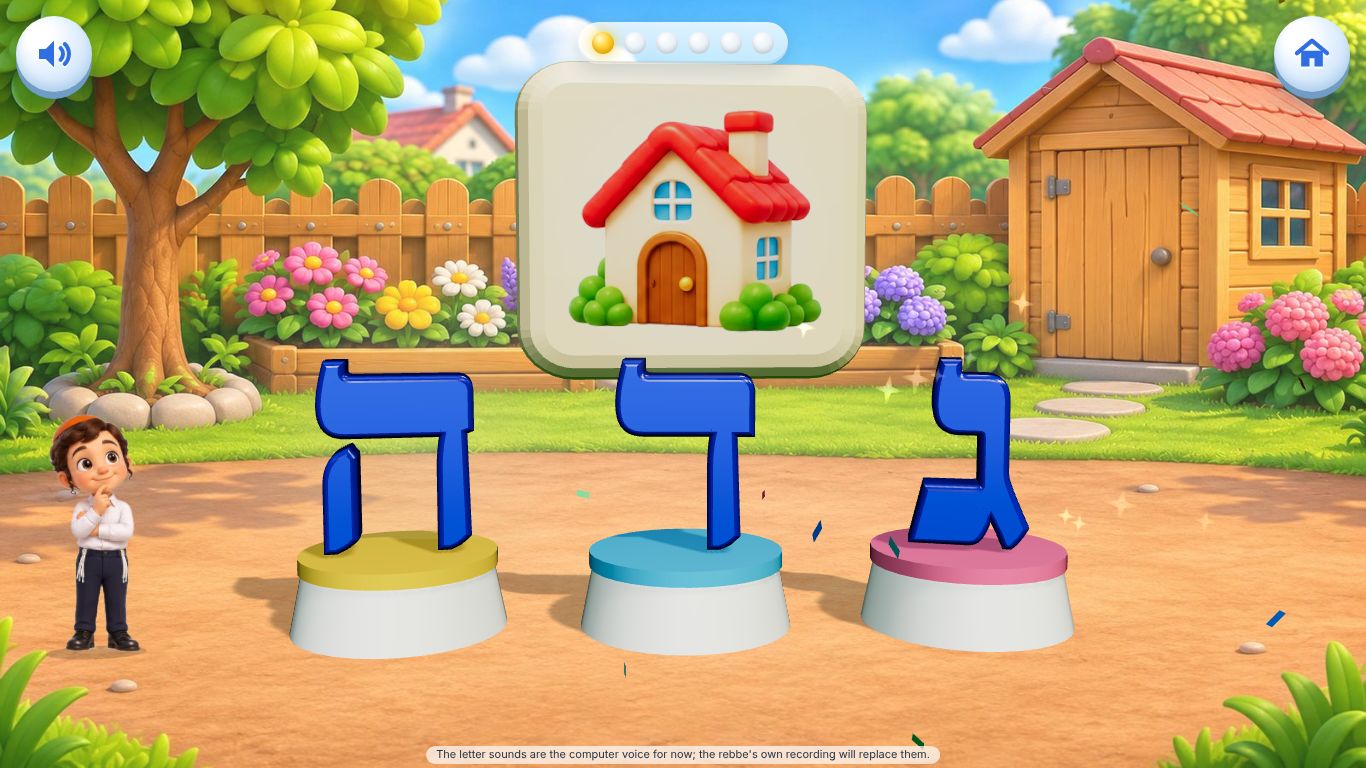 ג ד ה
The letter sounds are the computer voice for now; the rebbe's own recording will replace them.